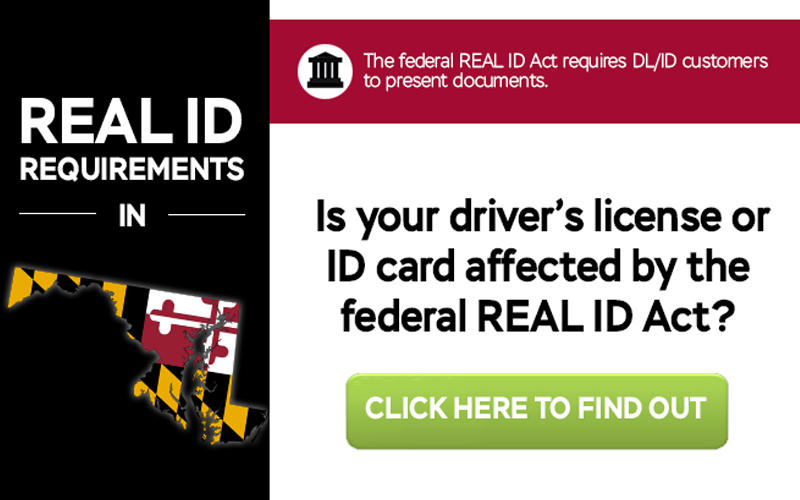 REAL ID
REQUIREMENTS
IN
The federal REAL ID Act requires DL/ID customers
to present documents.
Is your driver's license or
ID card affected by the
federal REAL ID Act?
CLICK HERE TO FIND OUT